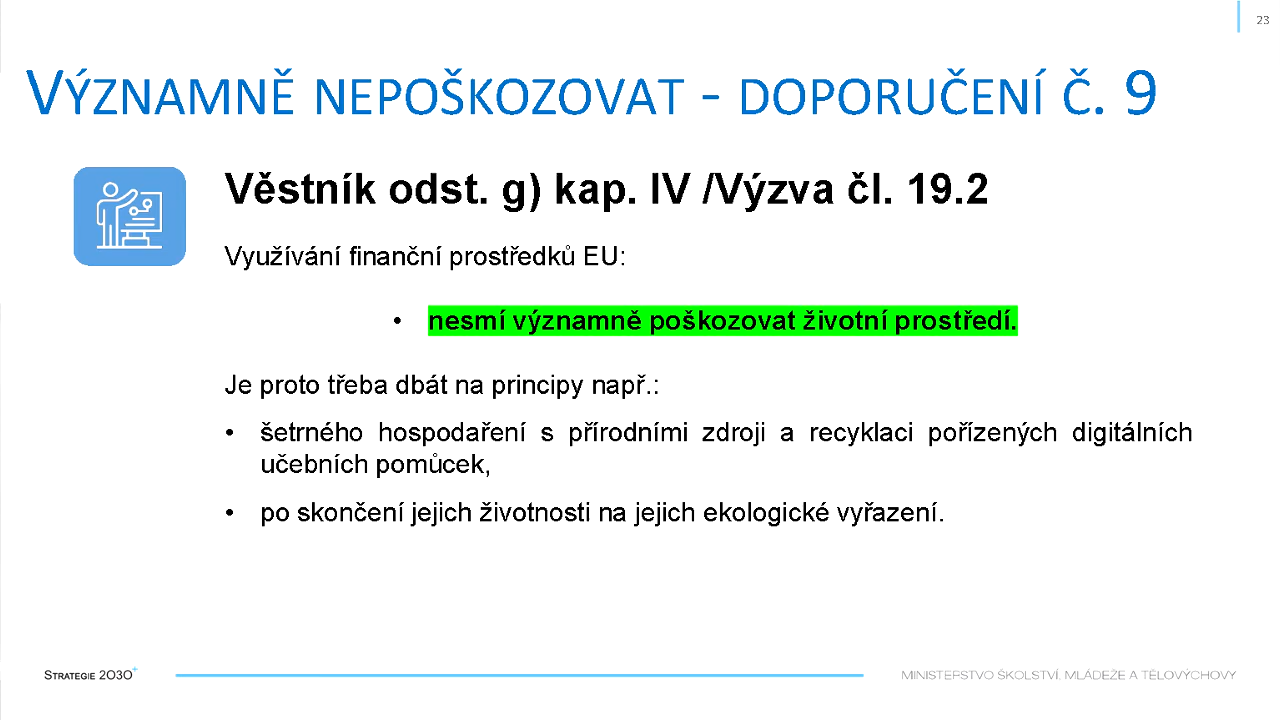 23
VÝZNAMNĚ NEPOŠKOZOVAT - DOPORUČENÍ Č. 9
Věstník odst. g) kap. IV /Výzva čl. 19.2
Využívání finanční prostředků EU:
• nesmí významně poškozovat životní prostředí.
Je proto třeba dbát na principy např.:
• šetrného hospodaření s přírodními zdroji a recyklaci pořízených digitálních
učebních pomůcek,
• po skončení jejich životnosti na jejich ekologické vyřazení.
STRATEGIE 2030+
MINISTERSTVO ŠKOLSTVÍ, MLÁDEŽE A TĚLOVÝCHOVY